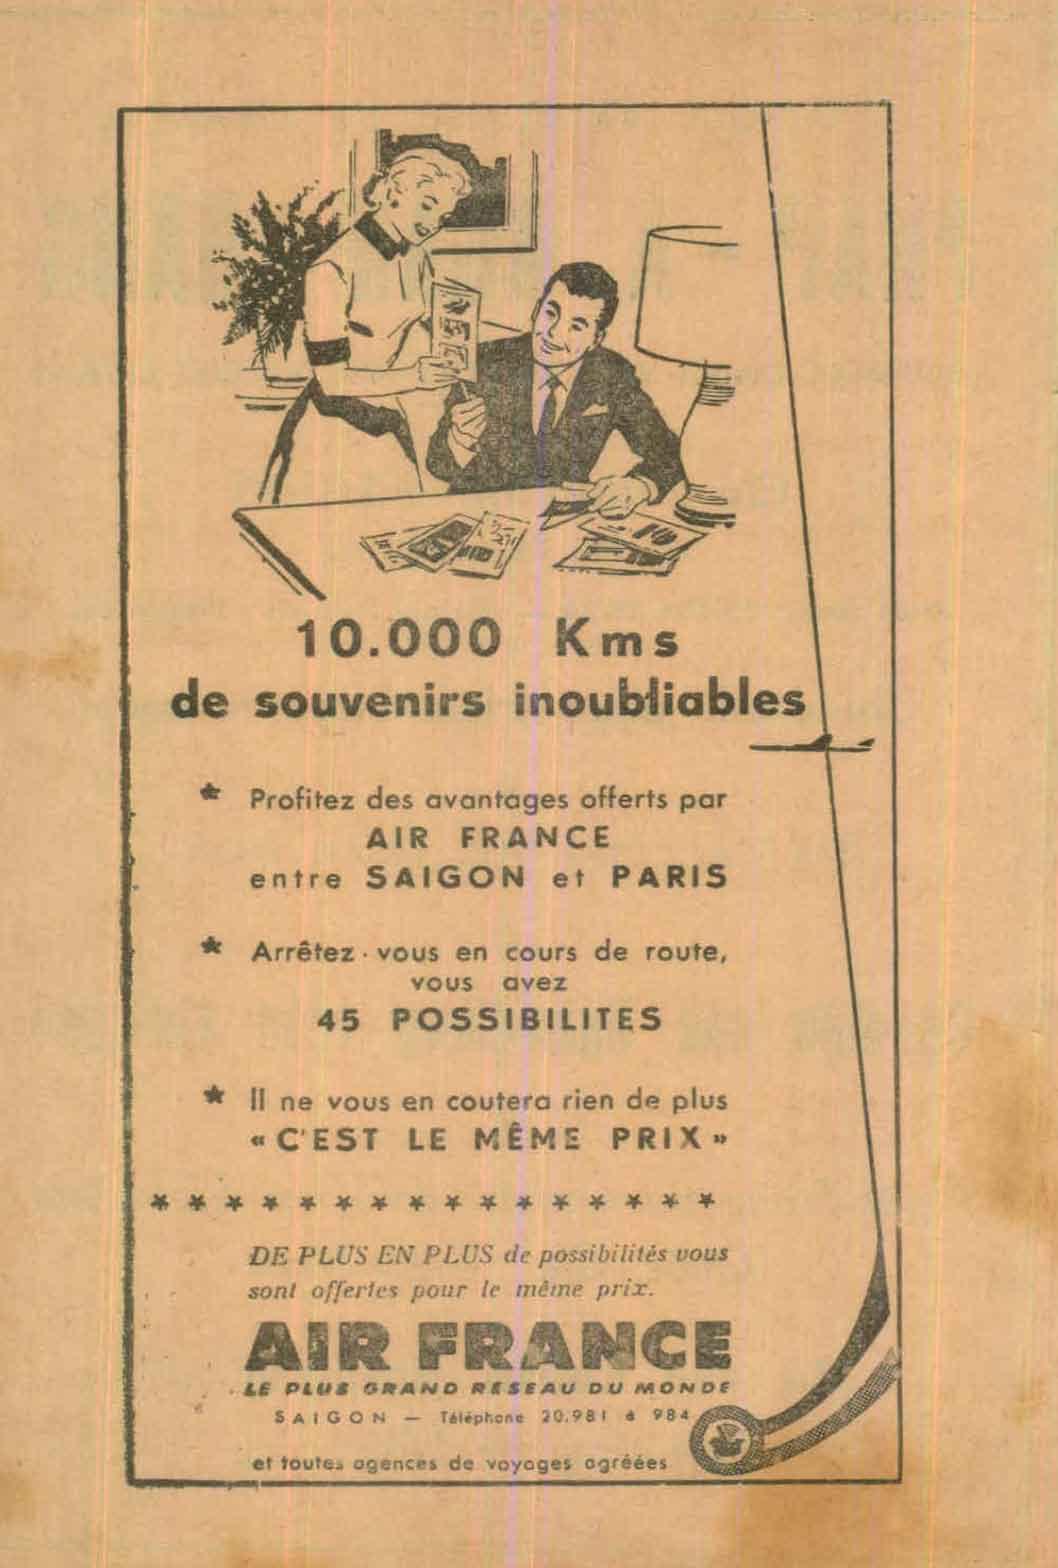 10.000 Kms
de souvenirs inoubliables
* Profitez des avantages offerts par
AIR FRANCE
entre SAIGON et PARIS
* Arrêtez-vous en cours de route,
vous avez
45 POSSIBILITES
* Il ne vous en coutera rien de plus
« C'EST LE MÊME PRIX »
* * * * * * * * * * * * * * * *
DE PLUS EN PLUS de possibilités vous
sont offertes pour le même prix.
AIR FRANCE
LE PLUS GRAND RESEAU DU MONDE
SAIGON — Téléphone 20.981 à 984
et toutes agences de voyages agréées